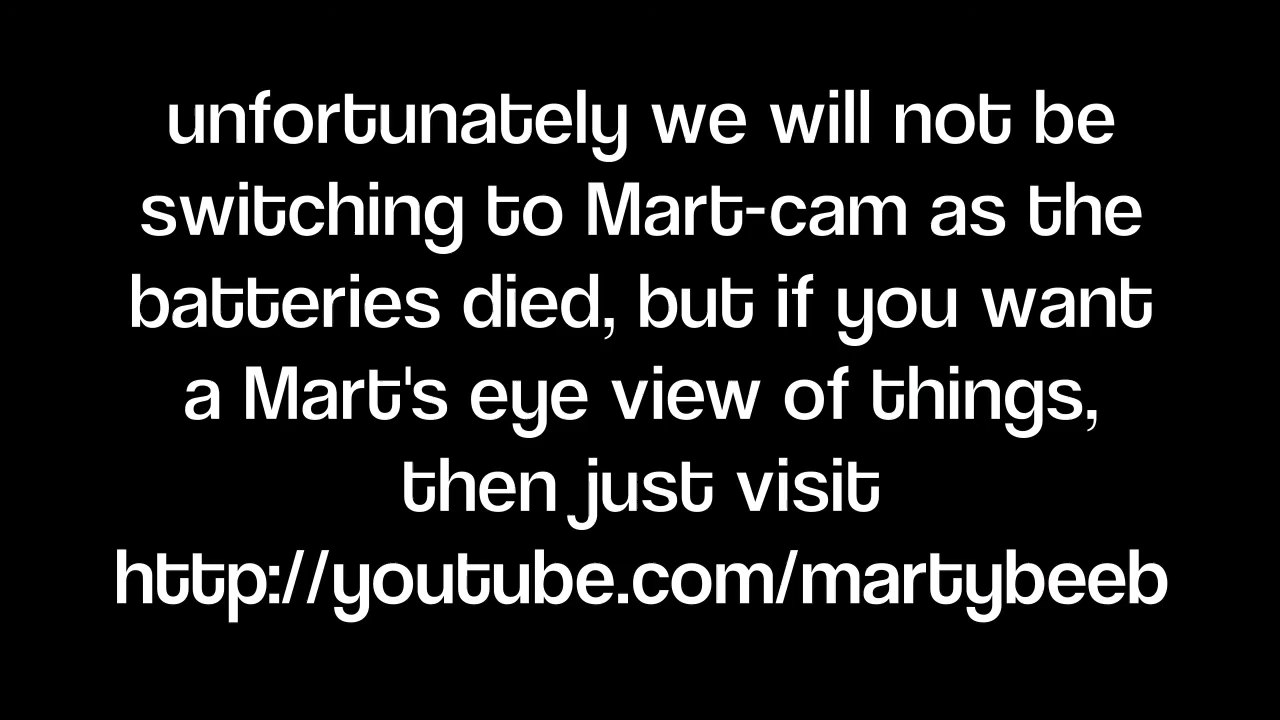 unfortunately we will not be
switching to Mart-cam as the
batteries died, but if you want
a Mart's eye view of things,
then just visit
http://youtube.com/martybeeb